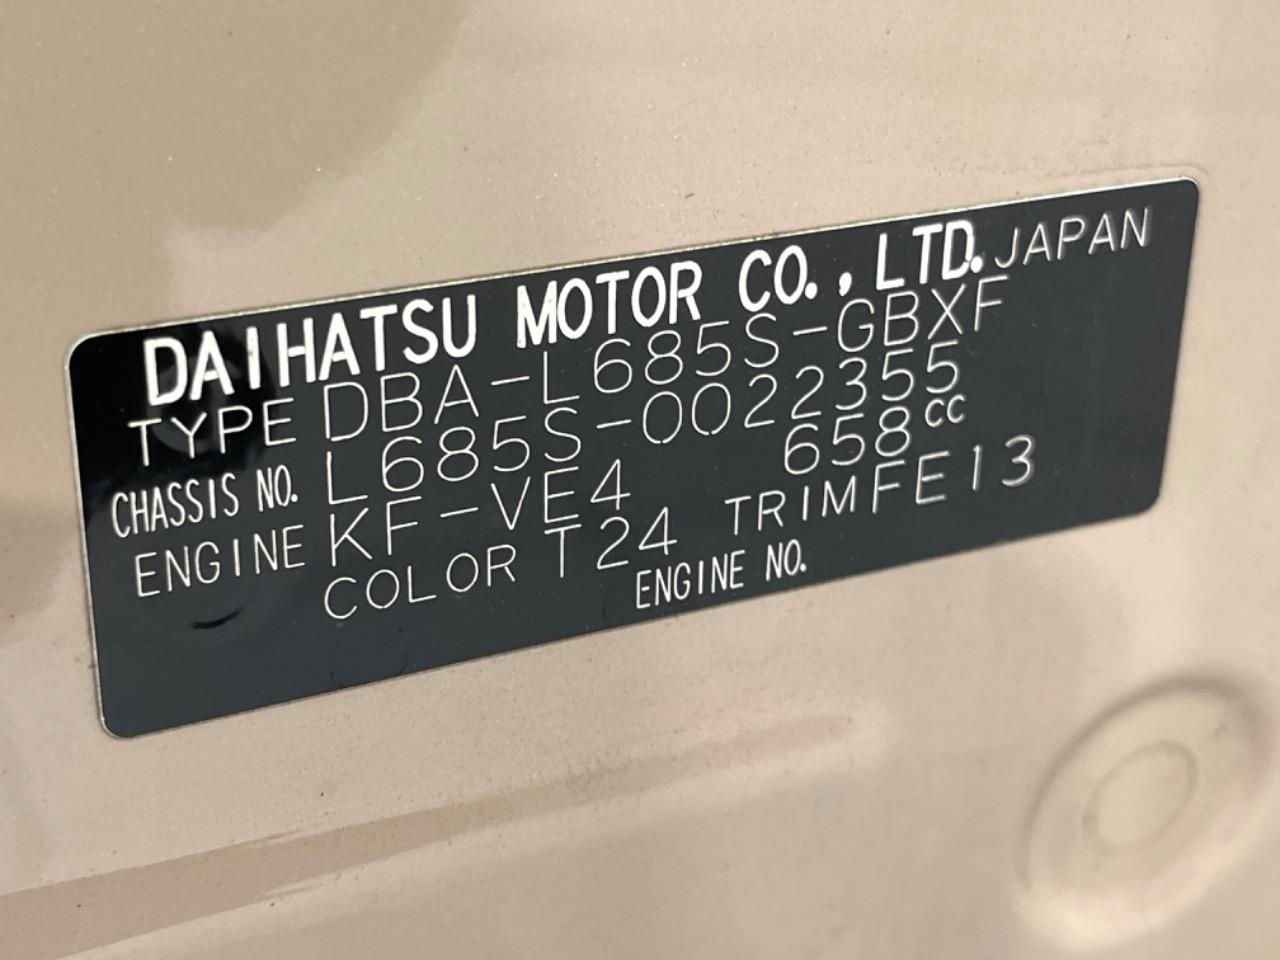 DAIHATSU MOTOR CO., LTD. JAPAN
TYPE DBA-L685S-GBXF
CHASSIS NO. L685S-0022355
ENGINE KF-VE4 658cc
COLOR T24 TRIM FE13
ENGINE NO.